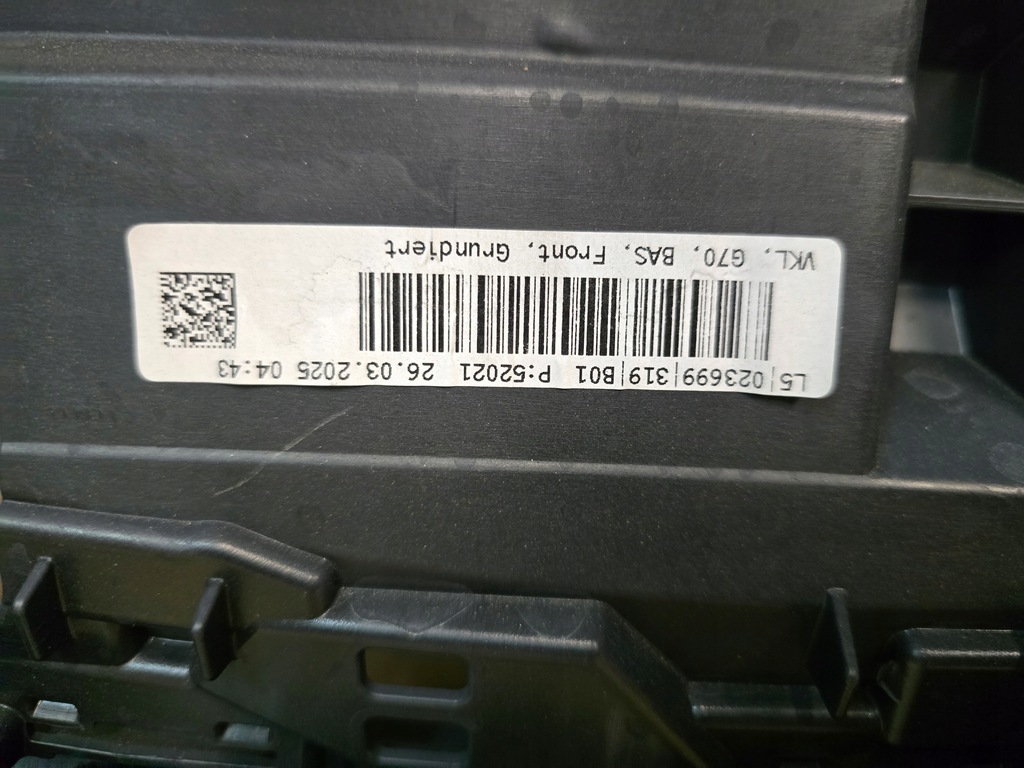 L5|023699|319|B01 P:52021 26.03.2025 04:43
VKL, G70, BAS, Front, Grundiert